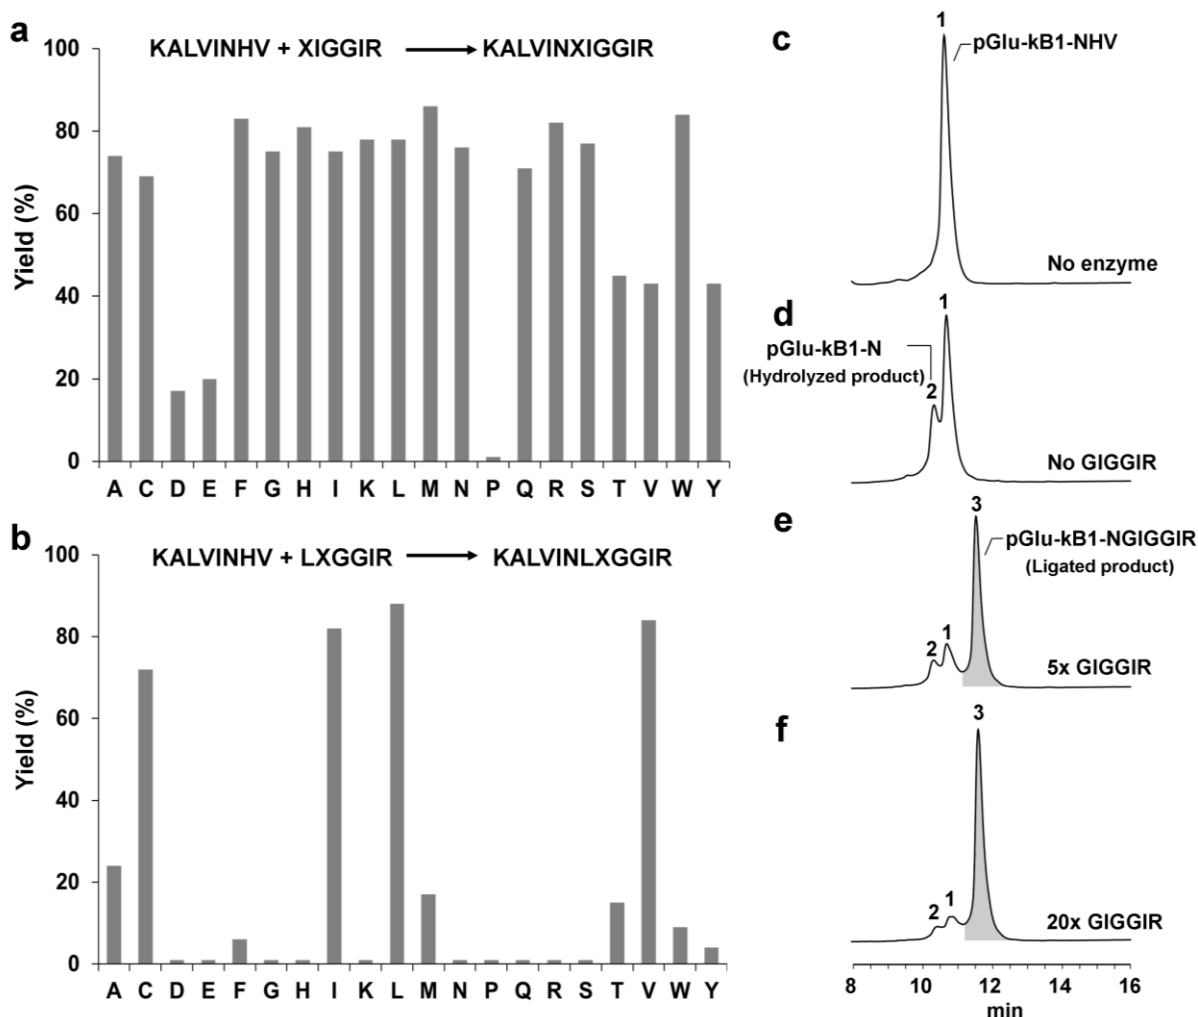 a
KALVINHV + XIGGIR → KALVINXIGGIR
Yield (%)
100
80
60
40
20
0
A C D E F G H I K L M N P Q R S T V W Y
b
KALVINHV + LXGGIR → KALVINLXGGIR
Yield (%)
100
80
60
40
20
0
A C D E F G H I K L M N P Q R S T V W Y
c
1
pGlu-kB1-NHV
No enzyme
d
1
pGlu-kB1-N
(Hydrolyzed product)
2
No GIGGIR
e
3
pGlu-kB1-NGIGGIR
(Ligated product)
2 1
5x GIGGIR
f
3
2 1
20x GIGGIR
8 10 12 14 16
min